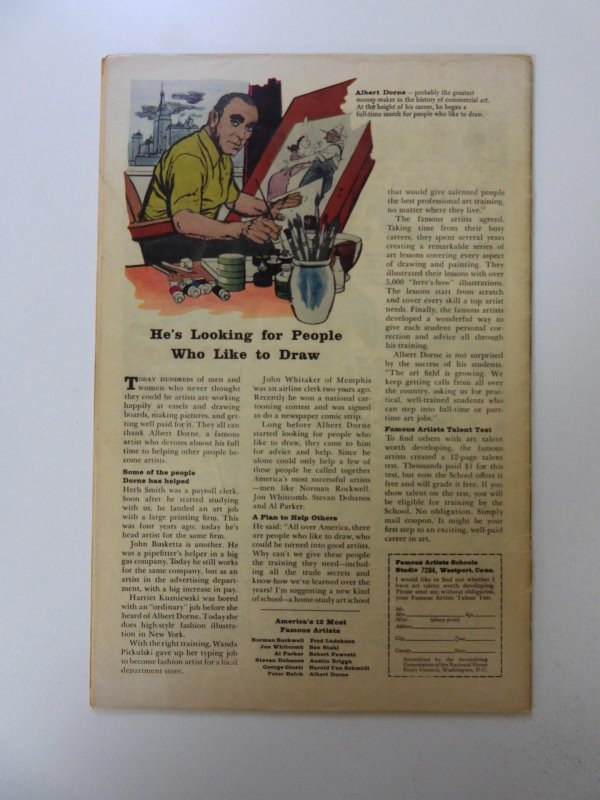 Albert Dorne — probably the greatest
money-maker in the history of commercial art.
At the height of his career, he began a
full-time search for people who like to draw.
He's Looking for People
Who Like to Draw
TODAY HUNDREDS of men and
women who never thought
they could be artists are working
happily at easels and drawing
boards, making pictures, and get-
ting well paid for it. They all can
thank Albert Dorne, a famous
artist who devotes almost his full
time to helping other people be-
come artists.
Some of the people
Dorne has helped
Herb Smith was a payroll clerk.
Soon after he started studying
with us, he landed an art job
with a large printing firm. This
was four years ago; today he's
head artist for the same firm.
John Busketta is another. He
was a pipefitter's helper in a big
gas company. Today he still works
for the same company, but as an
artist in the advertising depart-
ment, with a big increase in pay.
Harriet Kuzniewski was bored
with an "ordinary" job before she
heard of Albert Dorne. Today she
does high-style fashion illustra-
tion in New York.
With the right training, Wanda
Pickulski gave up her typing job
to become fashion artist for a local
department store.
John Whitaker of Memphis
was an airline clerk two years ago.
Recently he won a national car-
tooning contest and was signed
to do a newspaper comic strip.
Long before Albert Dorne
started looking for people who
like to draw, they came to him
for advice and help. Since he
alone could only help a few of
these people he called together
America's most successful artists
—men like Norman Rockwell,
Jon Whitcomb, Stevan Dohanos
and Al Parker.
A Plan to Help Others
He said: "All over America, there
are people who like to draw, who
could be turned into good artists.
Why can't we give these people
the training they need—includ-
ing all the trade secrets and
know-how we've learned over the
years! I'm suggesting a new kind
of school—a home-study art school
that would give talented people
the best professional art training,
no matter where they live."
The famous artists agreed.
Taking time from their busy
careers, they spent several years
creating a remarkable series of
art lessons covering every aspect
of drawing and painting. They
illustrated their lessons with over
5,000 "here's-how" illustrations.
The lessons start from scratch
and cover every skill a top artist
needs. Finally, the famous artists
developed a wonderful way to
give each student personal cor-
rection and advice all through
his training.
Albert Dorne is not surprised
by the success of his students.
"The art field is growing. We
keep getting calls from all over
the country, asking us for prac-
tical, well-trained students who
can step into full-time or part-
time art jobs."
Famous Artists Talent Test
To find others with art talent
worth developing, the famous
artists created a 12-page talent
test. Thousands paid $1 for this
test, but now the School offers it
free and will grade it free. If you
show talent on the test, you will
be eligible for training by the
School. No obligation. Simply
mail coupon. It might be your
first step to an exciting, well-paid
career in art.
America's 12 Most
Famous Artists
Norman Rockwell Fred Ludekens
Jon Whitcomb Ben Stahl
Al Parker Robert Fawcett
Stevan Dohanos Austin Briggs
George Giusti Harold Von Schmidt
Peter Helck Albert Dorne
Famous Artists Schools
Studio 7284, Westport, Conn.
I would like to find out whether I
have art talent worth developing.
Please send me, without obligation,
your Famous Artists Talent Test.
Mr.
Mrs. Age
Miss (please print)
Address
City Zone
County State
Accredited by the Accrediting
Commission of the National Home
Study Council, Washington, D.C.